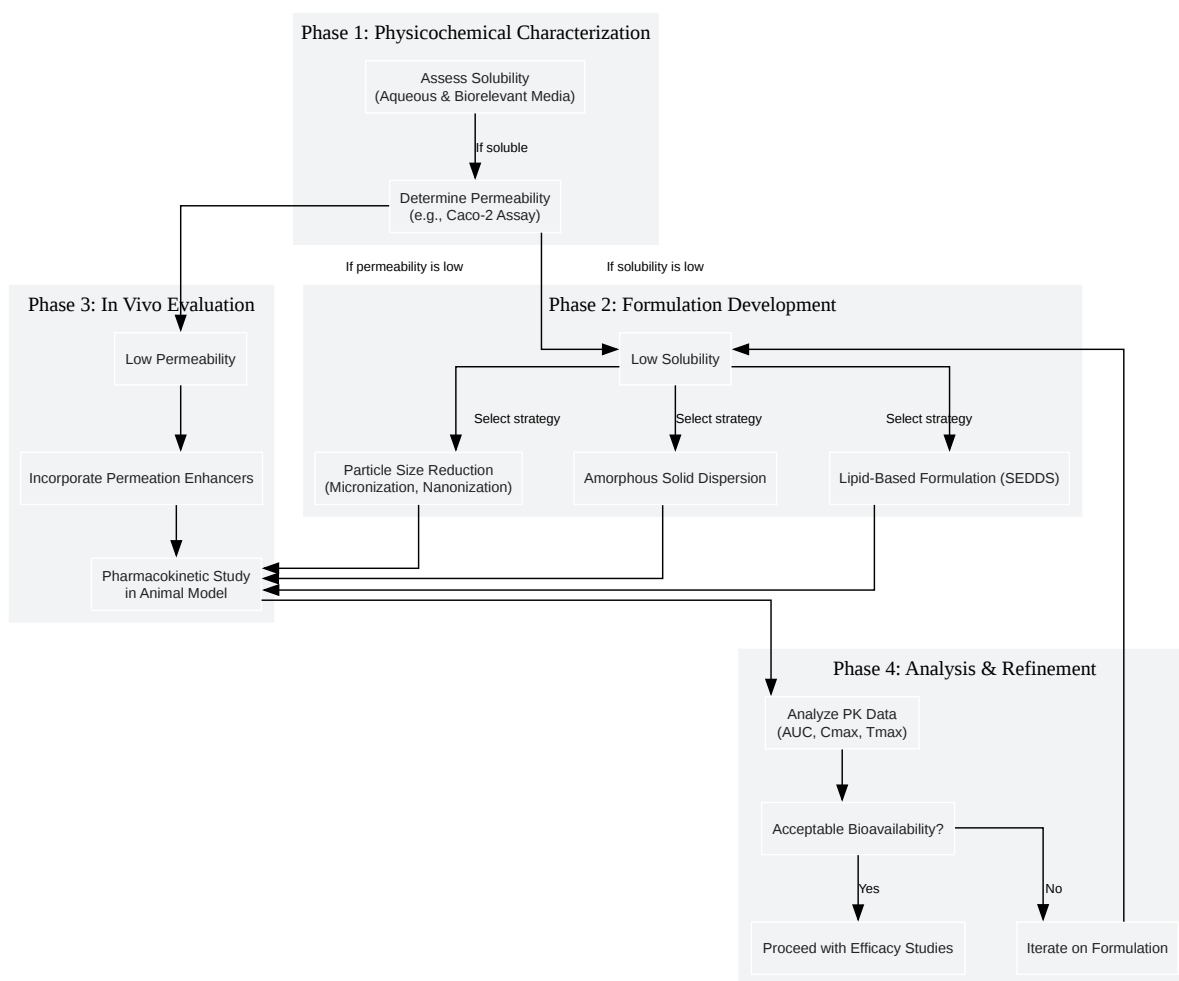 Phase 1: Physicochemical Characterization
Assess Solubility
(Aqueous & Biorelevant Media)
If soluble
Determine Permeability
(e.g., Caco-2 Assay)
If permeability is low
If solubility is low
Phase 3: In Vivo Evaluation
Phase 2: Formulation Development
Low Permeability
Low Solubility
Select strategy
Select strategy
Select strategy
Incorporate Permeation Enhancers
Particle Size Reduction
(Micronization, Nanonization)
Amorphous Solid Dispersion
Lipid-Based Formulation (SEDDS)
Pharmacokinetic Study
in Animal Model
Phase 4: Analysis & Refinement
Analyze PK Data
(AUC, Cmax, Tmax)
Acceptable Bioavailability?
Yes
No
Proceed with Efficacy Studies
Iterate on Formulation